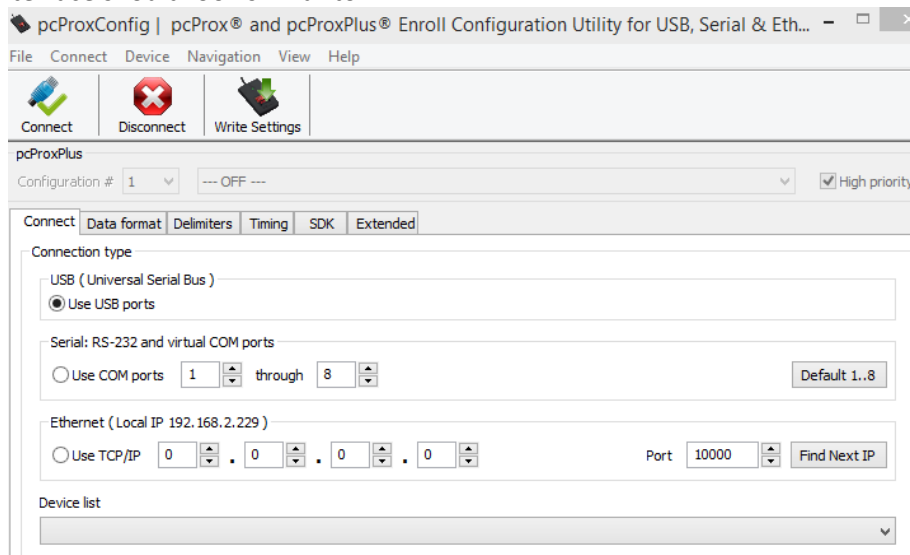 pcProxConfig | pcProx® and pcProxPlus® Enroll Configuration Utility for USB, Serial & Eth...
File Connect Device Navigation View Help
Connect Disconnect Write Settings
pcProxPlus
Configuration # 1 --- OFF --- High priority
Connect Data format Delimiters Timing SDK Extended
Connection type
USB ( Universal Serial Bus )
Use USB ports
Serial: RS-232 and virtual COM ports
Use COM ports 1 through 8 Default 1..8
Ethernet ( Local IP 192.168.2.229 )
Use TCP/IP 0 . 0 . 0 . 0 Port 10000 Find Next IP
Device list